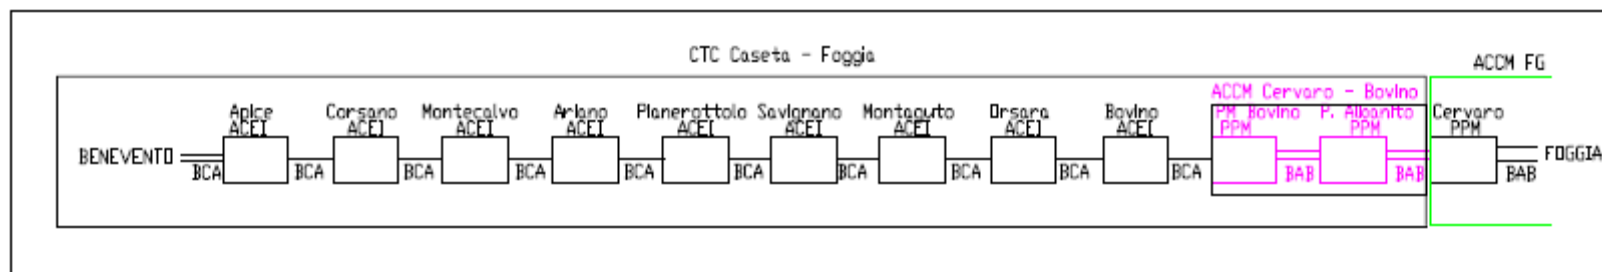 CTC Caseta - Foggia
ACCM FG
ACCM Cervaro - Bovino
Apice Corsano Montecalvo Ariano Pianerottolo Savignano Montaguto Orsara Bovino PM Bovino P. Albanito Cervaro
ACEI ACEI ACEI ACEI ACEI ACEI ACEI ACEI ACEI PPM PPM PPM
BENEVENTO FOGGIA
BCA BCA BCA BCA BCA BCA BCA BCA BCA BCA BAB BAB BAB